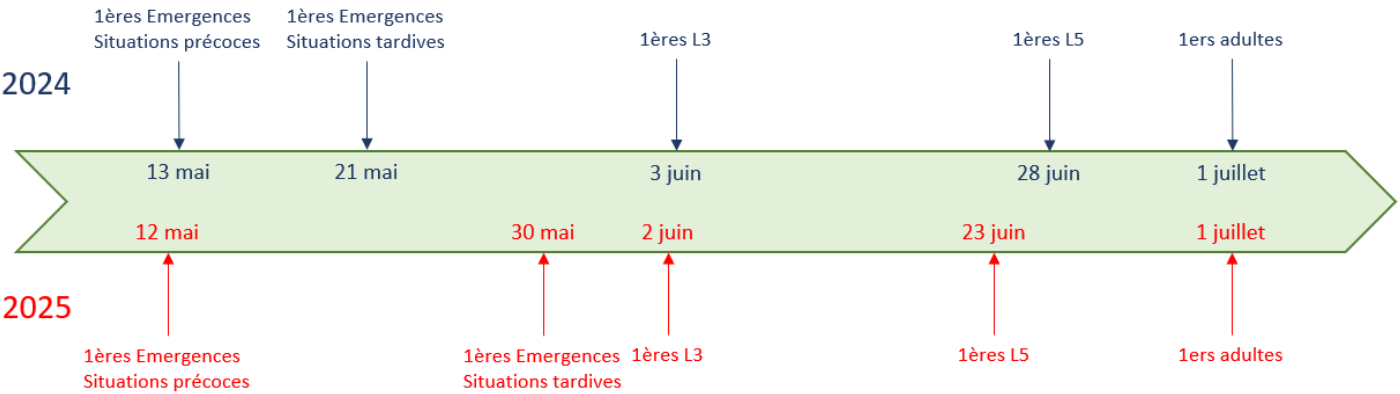 1ères Emergences
Situations précoces
1ères Emergences
Situations tardives
1ères L3
1ères L5
1ers adultes
2024
13 mai
21 mai
3 juin
28 juin
1 juillet
12 mai
30 mai
2 juin
23 juin
1 juillet
2025
1ères Emergences
Situations précoces
1ères Emergences
Situations tardives
1ères L3
1ères L5
1ers adultes